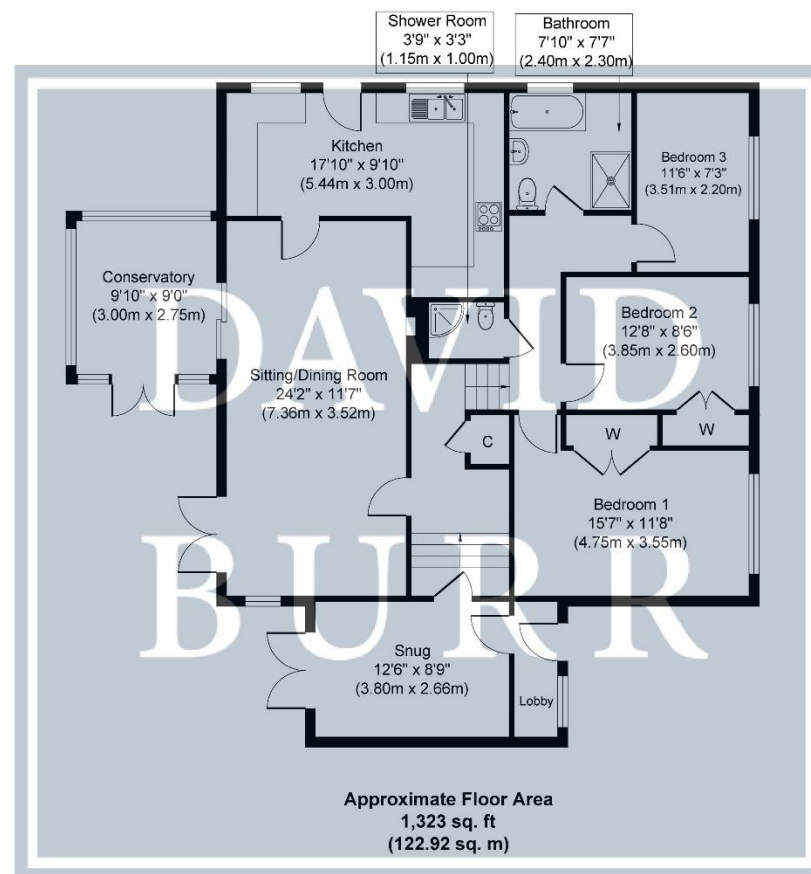 Shower Room
3'9" x 3'3"
(1.15m x 1.00m)
Bathroom
7'10" x 7'7"
(2.40m x 2.30m)
Kitchen
17'10" x 9'10"
(5.44m x 3.00m)
Bedroom 3
11'6" x 7'3"
(3.51m x 2.20m)
Conservatory
9'10" x 9'0"
(3.00m x 2.75m)
Bedroom 2
12'8" x 8'6"
(3.85m x 2.60m)
DAVID
Sitting/Dining Room
24'2" x 11'7"
(7.36m x 3.52m)
C
W
W
Bedroom 1
15'7" x 11'8"
(4.75m x 3.55m)
BURR
Snug
12'6" x 8'9"
(3.80m x 2.66m)
Lobby
Approximate Floor Area
1,323 sq. ft
(122.92 sq. m)